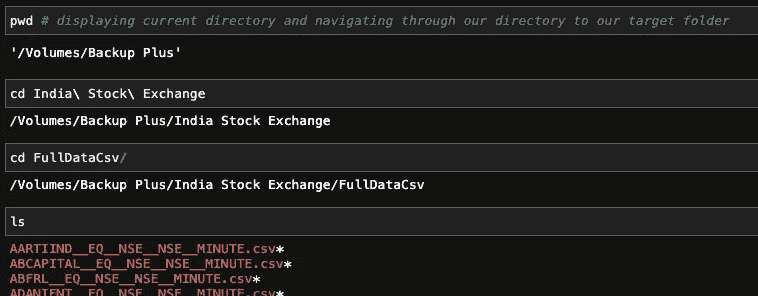 pwd # displaying current directory and navigating through our directory to our target folder
'/Volumes/Backup Plus'
cd India\ Stock\ Exchange
/Volumes/Backup Plus/India Stock Exchange
cd FullDataCsv/
/Volumes/Backup Plus/India Stock Exchange/FullDataCsv
ls
AARTIIND__EQ__NSE__NSE__MINUTE.csv*
ABCAPITAL__EQ__NSE__NSE__MINUTE.csv*
ABFRL__EQ__NSE__NSE__MINUTE.csv*
ADANIENT__EQ__NSE__NSE__MINUTE.csv*